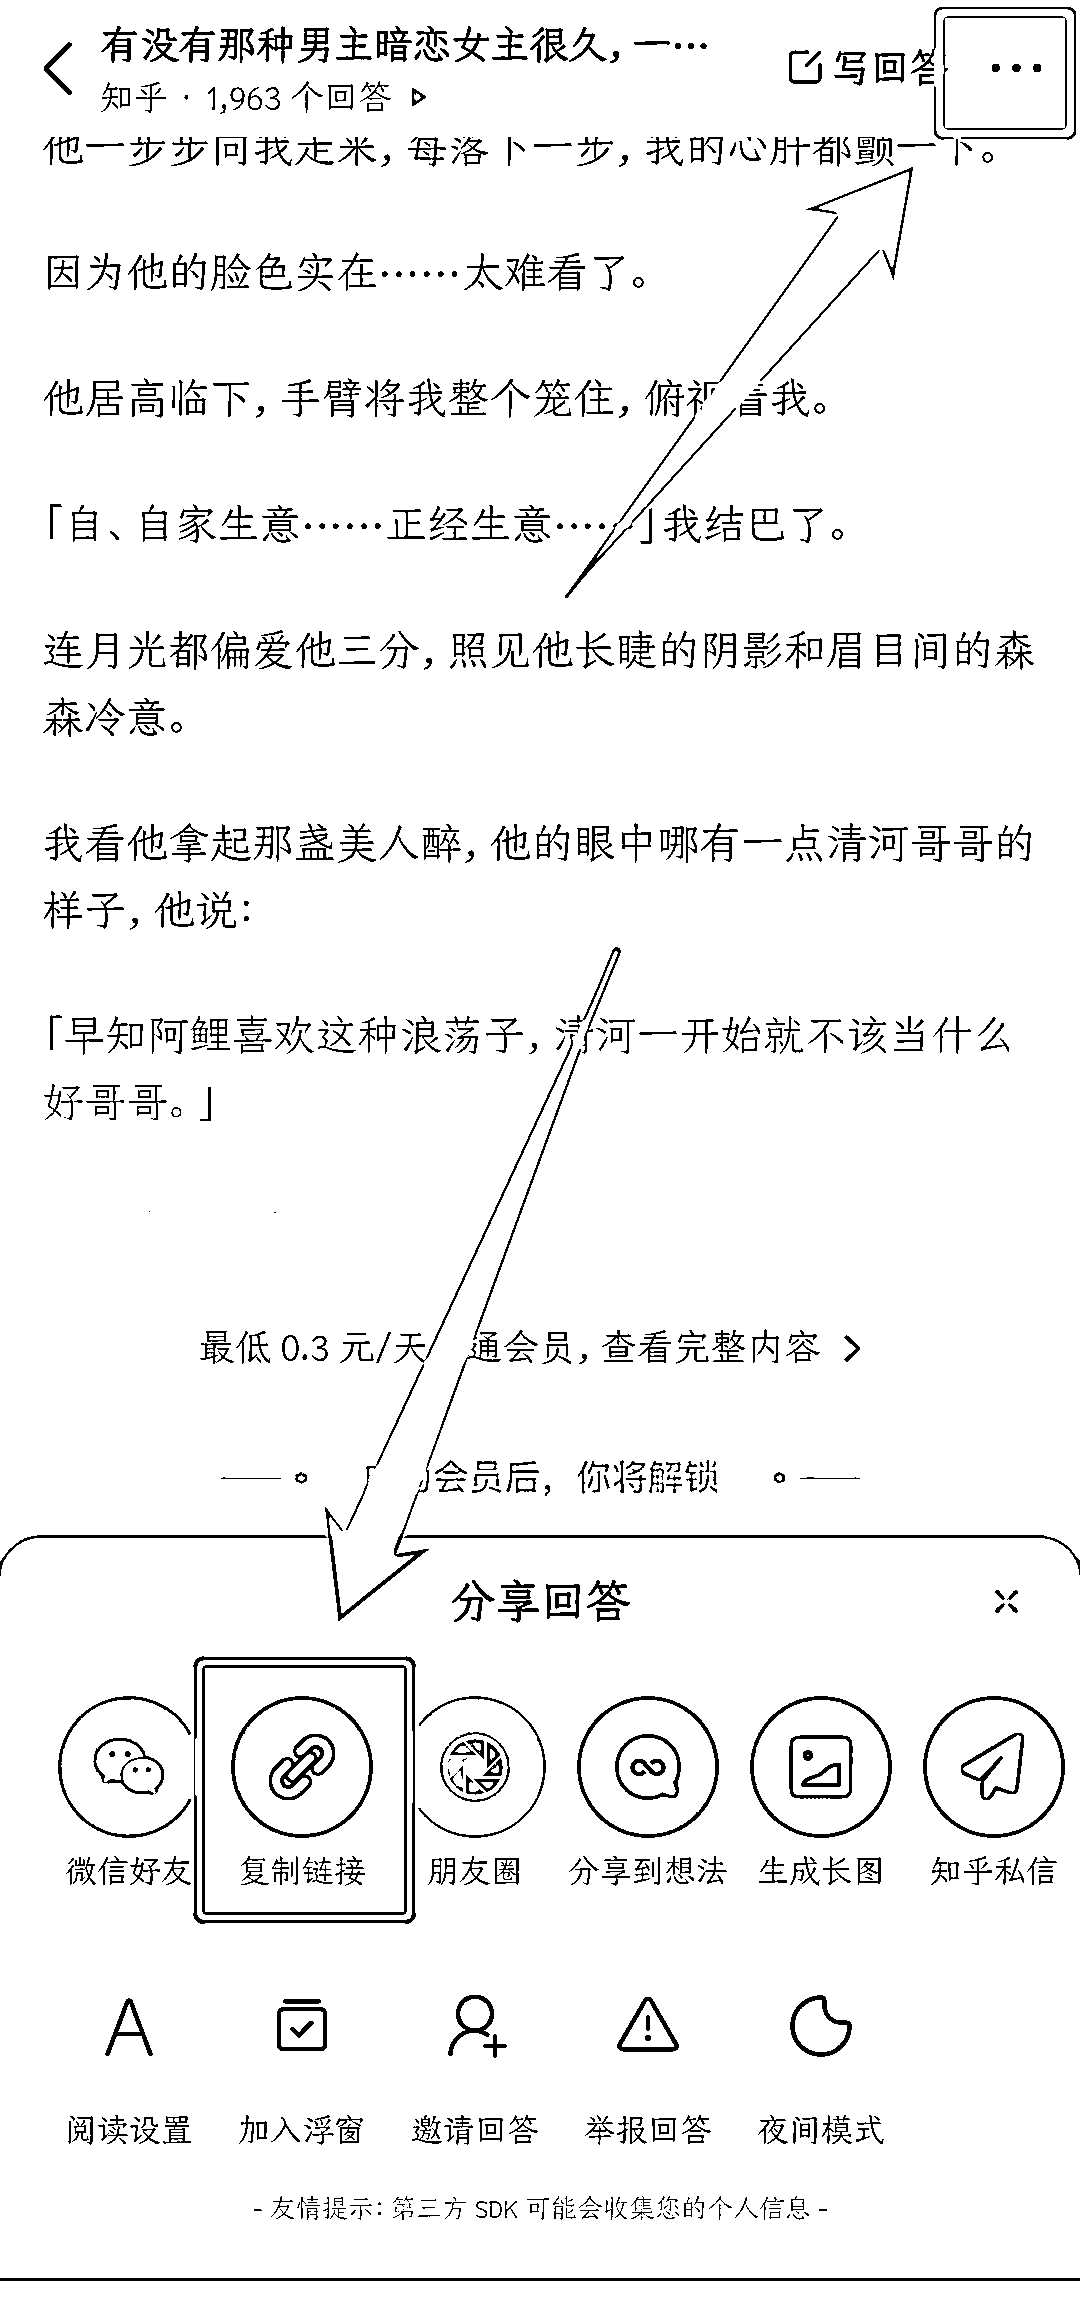 有没有那种男主暗恋女主很久，一…
写回答
知乎 · 1,963 个回答
他一步步向我走来，每落下一步，我的心肝都颤一下。
因为他的脸色实在……太难看了。
他居高临下，手臂将我整个笼住，俯视着我。
「自、自家生意……正经生意……」我结巴了。
连月光都偏爱他三分，照见他长睫的阴影和眉目间的森
森冷意。
我看他拿起那盏美人醉，他的眼中哪有一点清河哥哥的
样子，他说：
「早知阿鲤喜欢这种浪荡子，清河一开始就不该当什么
好哥哥。」
最低 0.3 元/天 通会员，查看完整内容
会员后，你将解锁
分享回答
微信好友 复制链接 朋友圈 分享到想法 生成长图 知乎私信
阅读设置 加入浮窗 邀请回答 举报回答 夜间模式
- 友情提示：第三方 SDK 可能会收集您的个人信息 -